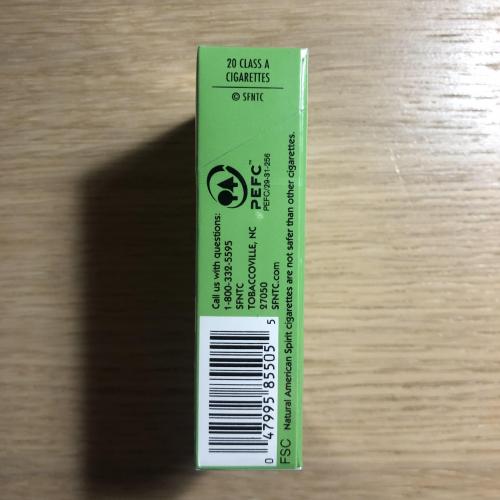 20 CLASS A
CIGARETTES
© SFNTC
PEFC™
PEFC/29-31-256
Call us with questions:
1-800-332-5595
SFNTC
TOBACCOVILLE, NC
27050
SFNTC.com
0 47995 85505 5
FSC Natural American Spirit cigarettes are not safer than other cigarettes.